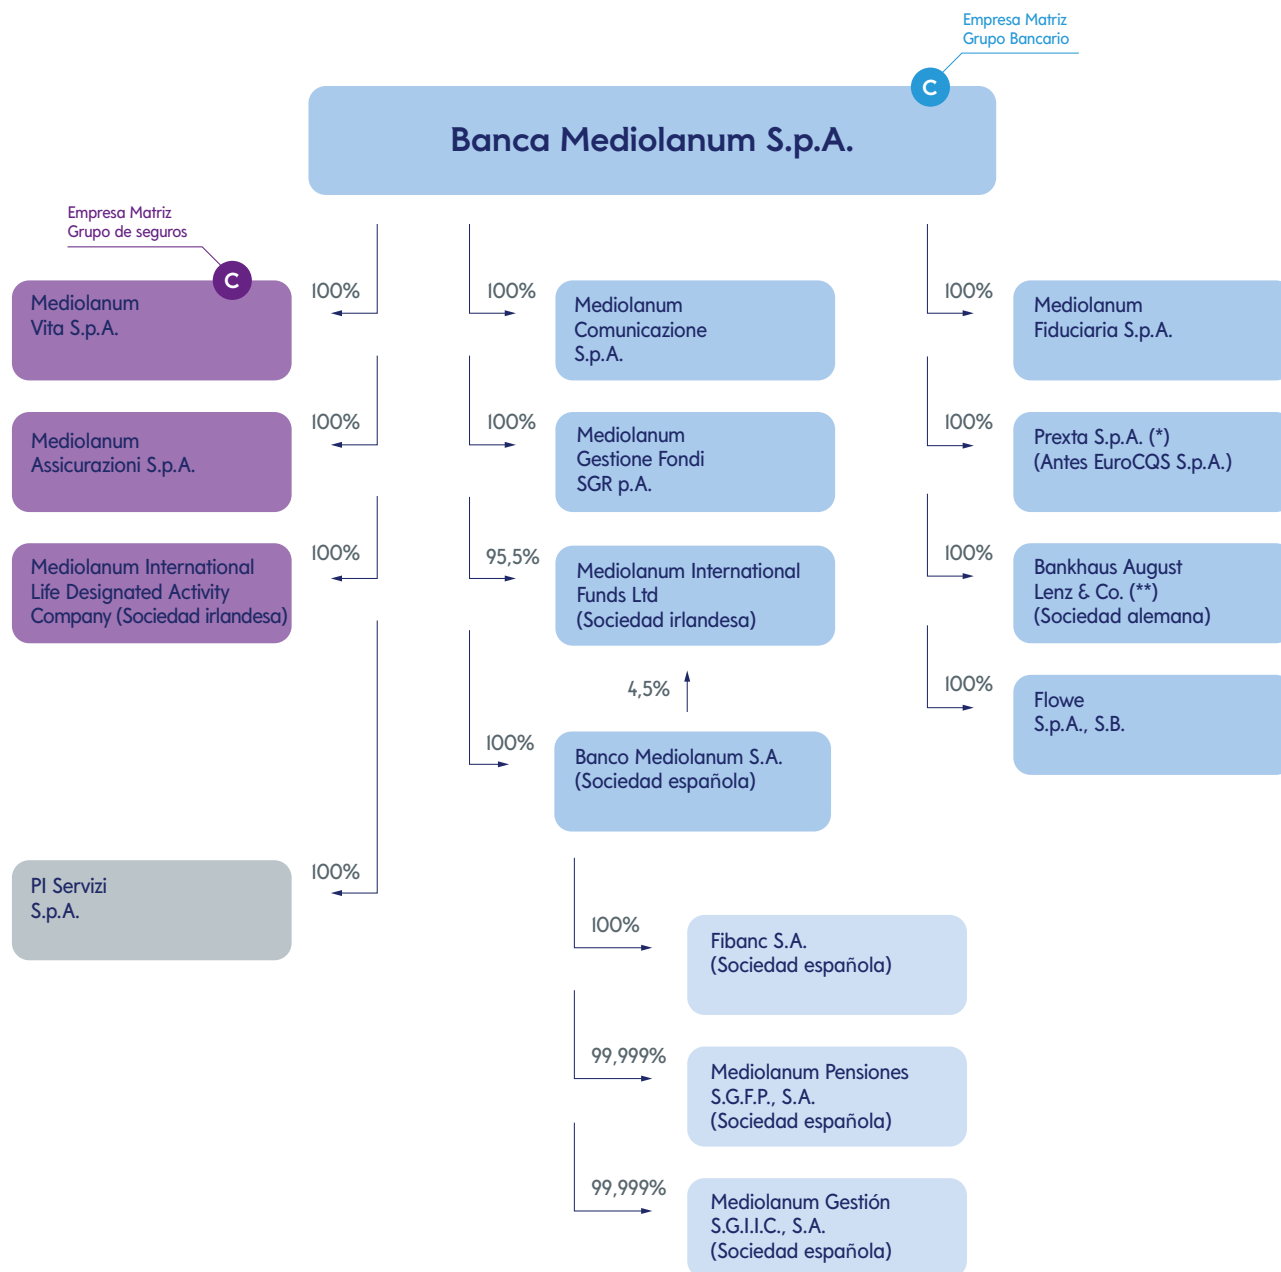 Empresa Matriz
Grupo Bancario
C
Banca Mediolanum S.p.A.
Empresa Matriz
Grupo de seguros
C
100%
Mediolanum
Vita S.p.A.
100%
Mediolanum
Comunicazione
S.p.A.
100%
Mediolanum
Fiduciaria S.p.A.
100%
Mediolanum
Assicurazioni S.p.A.
100%
Mediolanum
Gestione Fondi
SGR p.A.
100%
Prexta S.p.A. (*)
(Antes EuroCQS S.p.A.)
100%
Mediolanum International
Life Designated Activity
Company (Sociedad irlandesa)
95,5%
Mediolanum International
Funds Ltd
(Sociedad irlandesa)
100%
Bankhaus August
Lenz & Co. (**)
(Sociedad alemana)
4,5%
100%
Flowe
S.p.A., S.B.
100%
Banco Mediolanum S.A.
(Sociedad española)
100%
PI Servizi
S.p.A.
100%
Fibanc S.A.
(Sociedad española)
99,999%
Mediolanum Pensiones
S.G.F.P., S.A.
(Sociedad española)
99,999%
Mediolanum Gestión
S.G.I.I.C., S.A.
(Sociedad española)